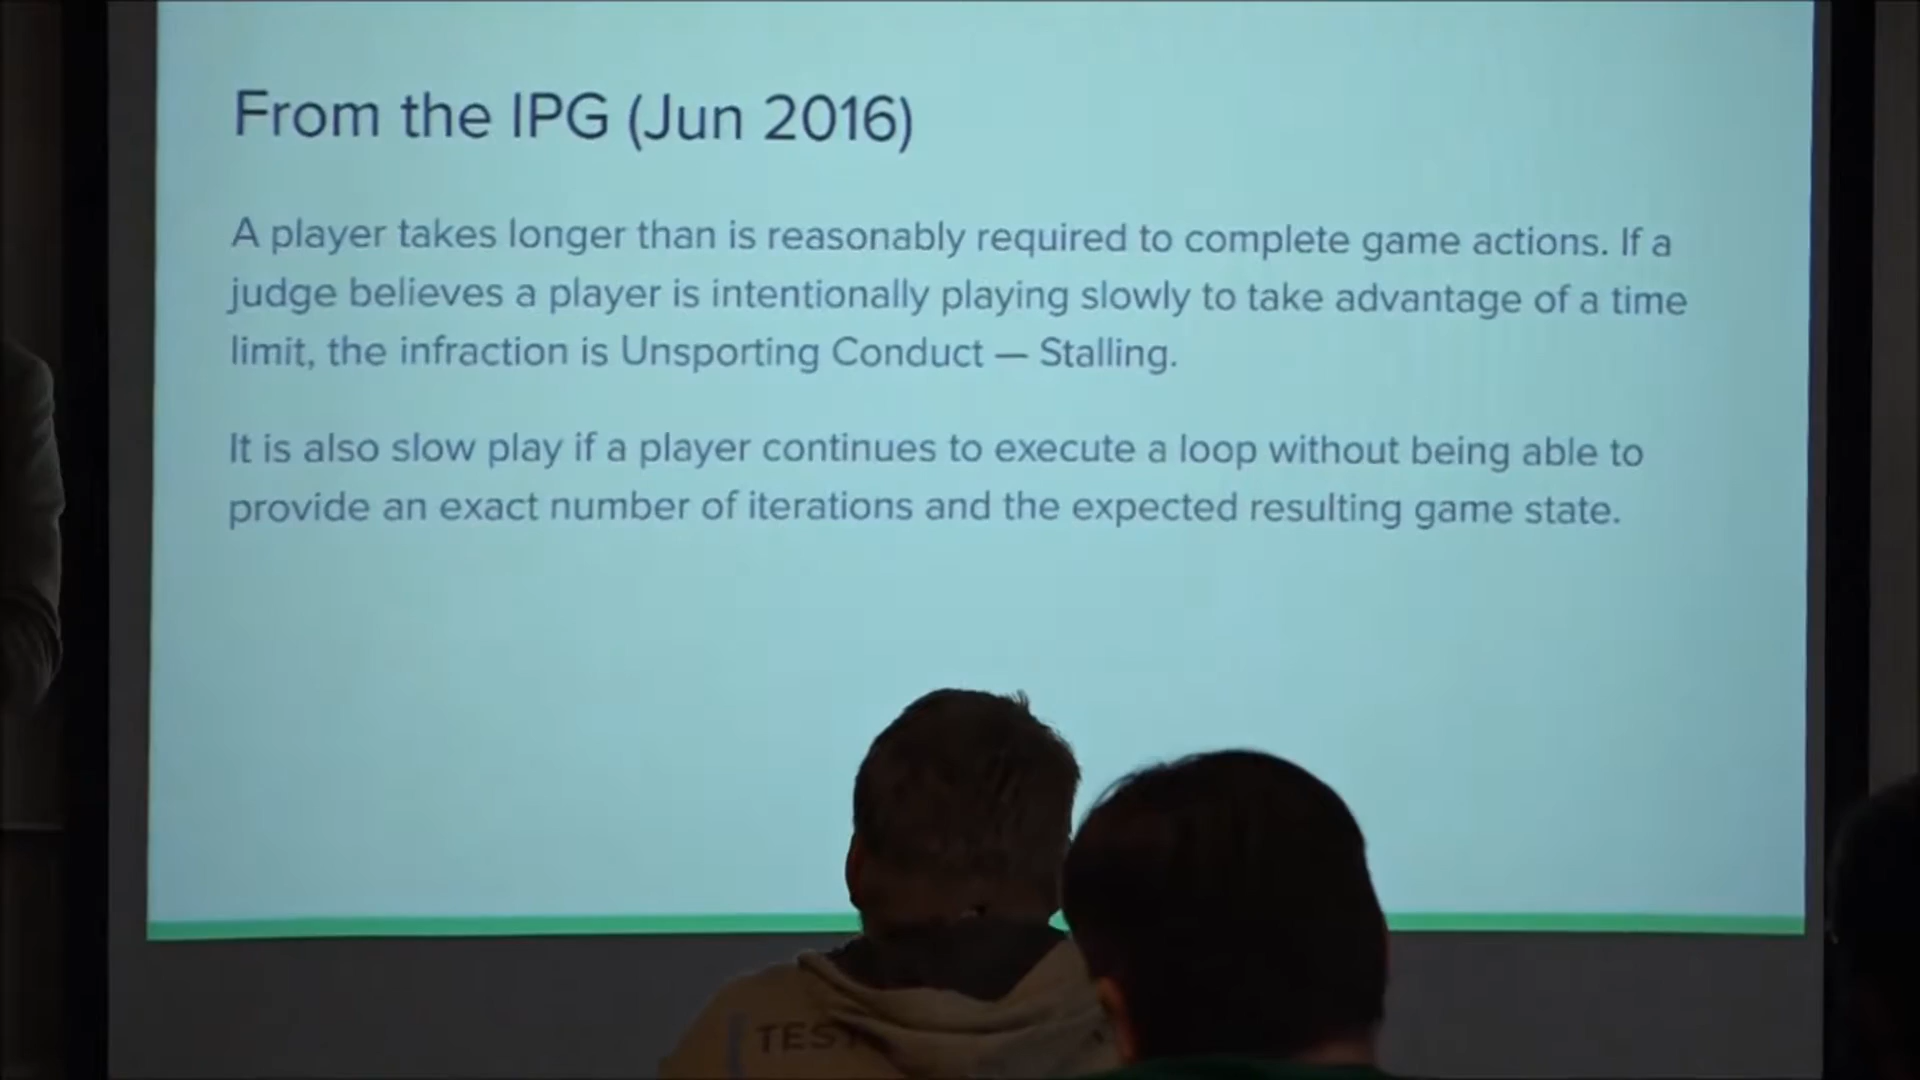 From the IPG (Jun 2016)
A player takes longer than is reasonably required to complete game actions. If a
judge believes a player is intentionally playing slowly to take advantage of a time
limit, the infraction is Unsporting Conduct — Stalling.
It is also slow play if a player continues to execute a loop without being able to
provide an exact number of iterations and the expected resulting game state.
TEST